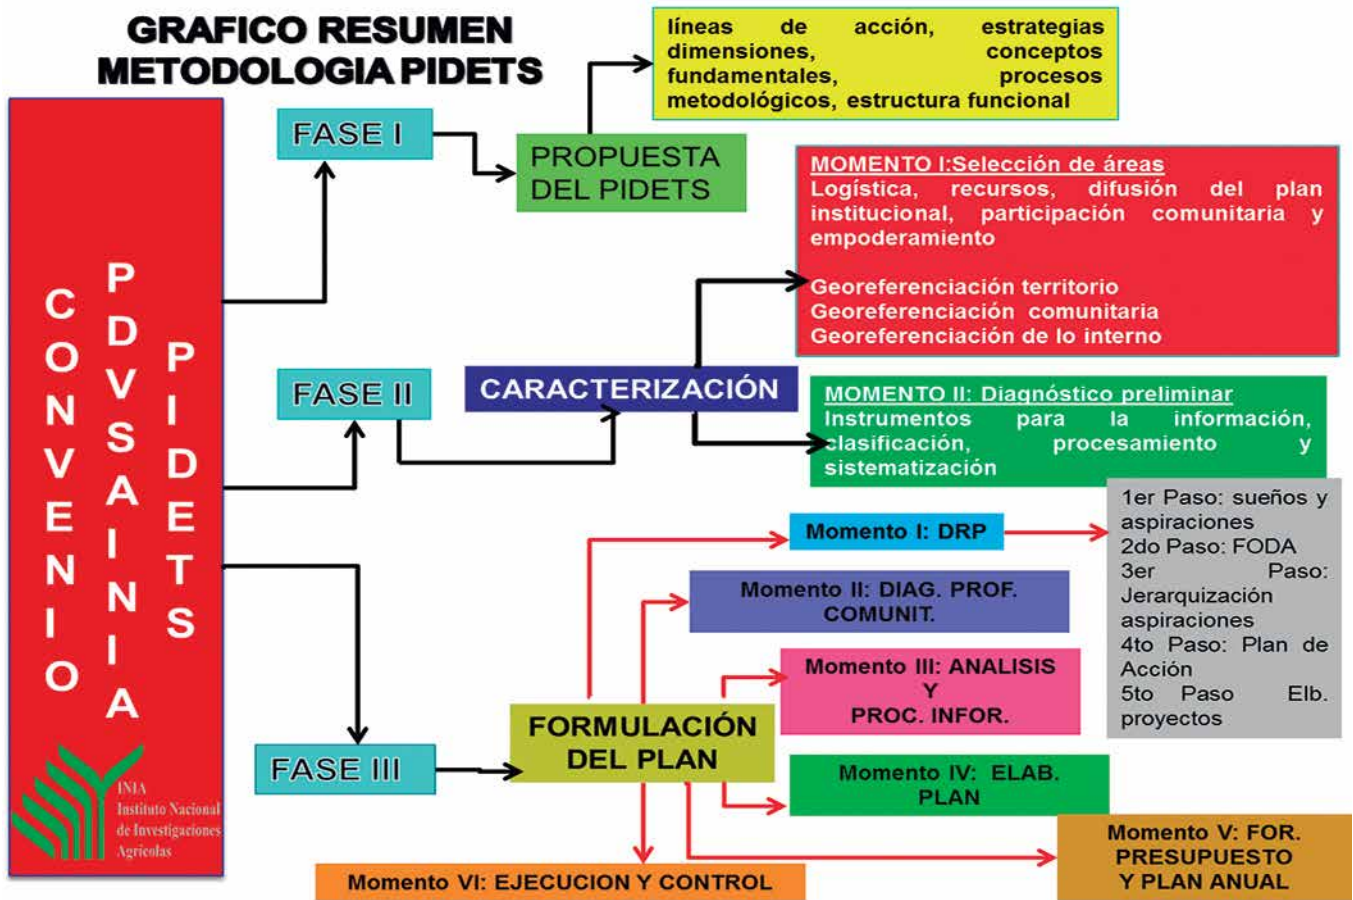 GRAFICO RESUMEN
METODOLOGIA PIDETS
CONVENIO
PDVSAINIA
PIDETS
INIA
Instituto Nacional
de Investigaciones
Agrícolas
FASE I
PROPUESTA
DEL PIDETS
líneas de acción, estrategias
dimensiones, conceptos
fundamentales, procesos
metodológicos, estructura funcional
FASE II
CARACTERIZACIÓN
MOMENTO I:Selección de áreas
Logística, recursos, difusión del plan
institucional, participación comunitaria y
empoderamiento
Georeferenciación territorio
Georeferenciación comunitaria
Georeferenciación de lo interno
MOMENTO II: Diagnóstico preliminar
Instrumentos para la información,
clasificación, procesamiento y
sistematización
FASE III
FORMULACIÓN
DEL PLAN
Momento I: DRP
1er Paso: sueños y
aspiraciones
2do Paso: FODA
3er Paso:
Jerarquización
aspiraciones
4to Paso: Plan de
Acción
5to Paso Elb.
proyectos
Momento II: DIAG. PROF.
COMUNIT.
Momento III: ANALISIS
Y
PROC. INFOR.
Momento IV: ELAB.
PLAN
Momento V: FOR.
PRESUPUESTO
Y PLAN ANUAL
Momento VI: EJECUCION Y CONTROL